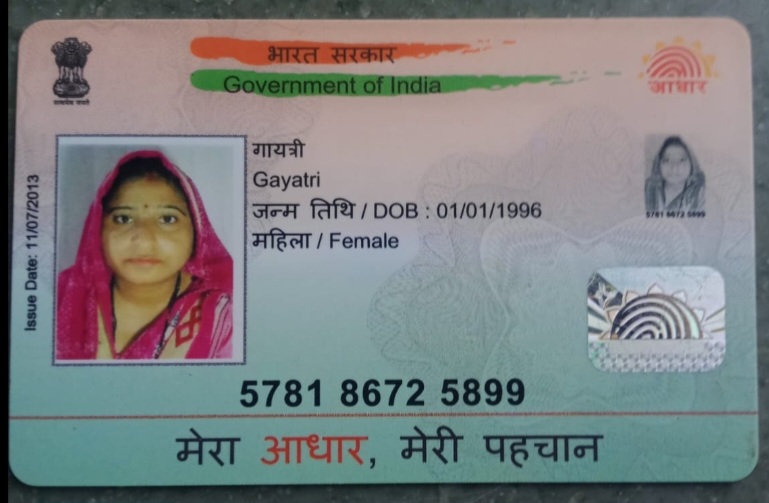 भारत सरकार
Government of India
सत्यमेव जयते
आधार
गायत्री
Gayatri
जन्म तिथि / DOB : 01/01/1996
महिला / Female
Issue Date: 11/07/2013
5781 8672 5899
5781 8672 5899
मेरा आधार, मेरी पहचान